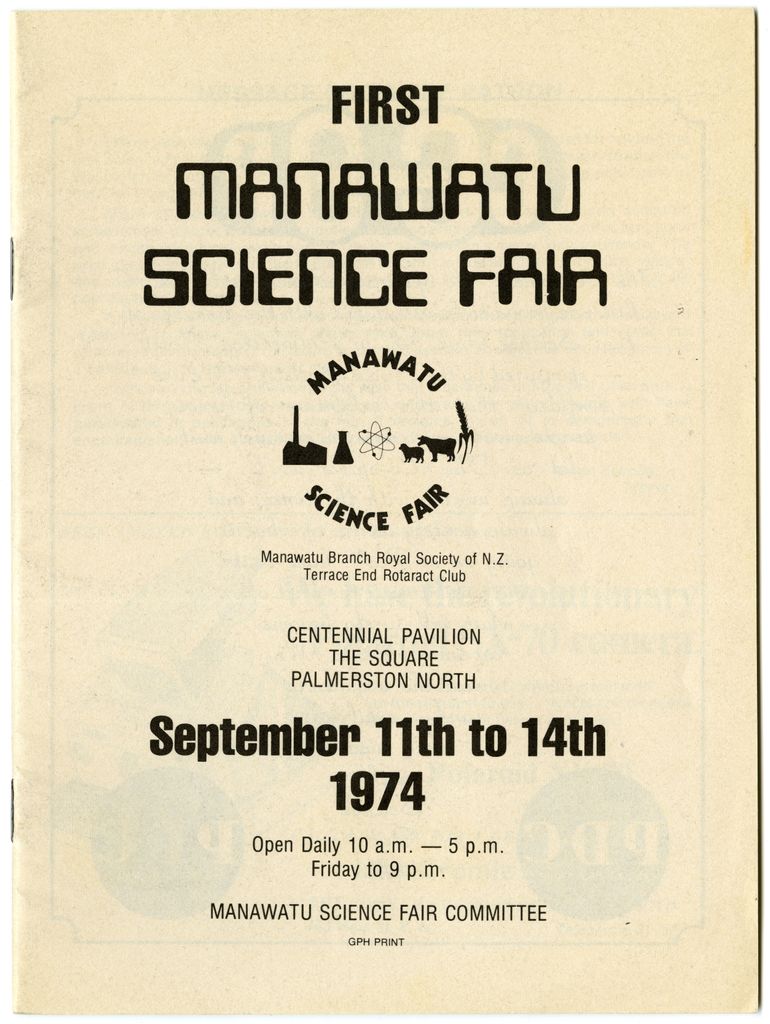 FIRST
MANAWATU
SCIENCE FAIR
MANAWATU
SCIENCE FAIR
Manawatu Branch Royal Society of N.Z.
Terrace End Rotaract Club
CENTENNIAL PAVILION
THE SQUARE
PALMERSTON NORTH
September 11th to 14th
1974
Open Daily 10 a.m. — 5 p.m.
Friday to 9 p.m.
MANAWATU SCIENCE FAIR COMMITTEE
GPH PRINT